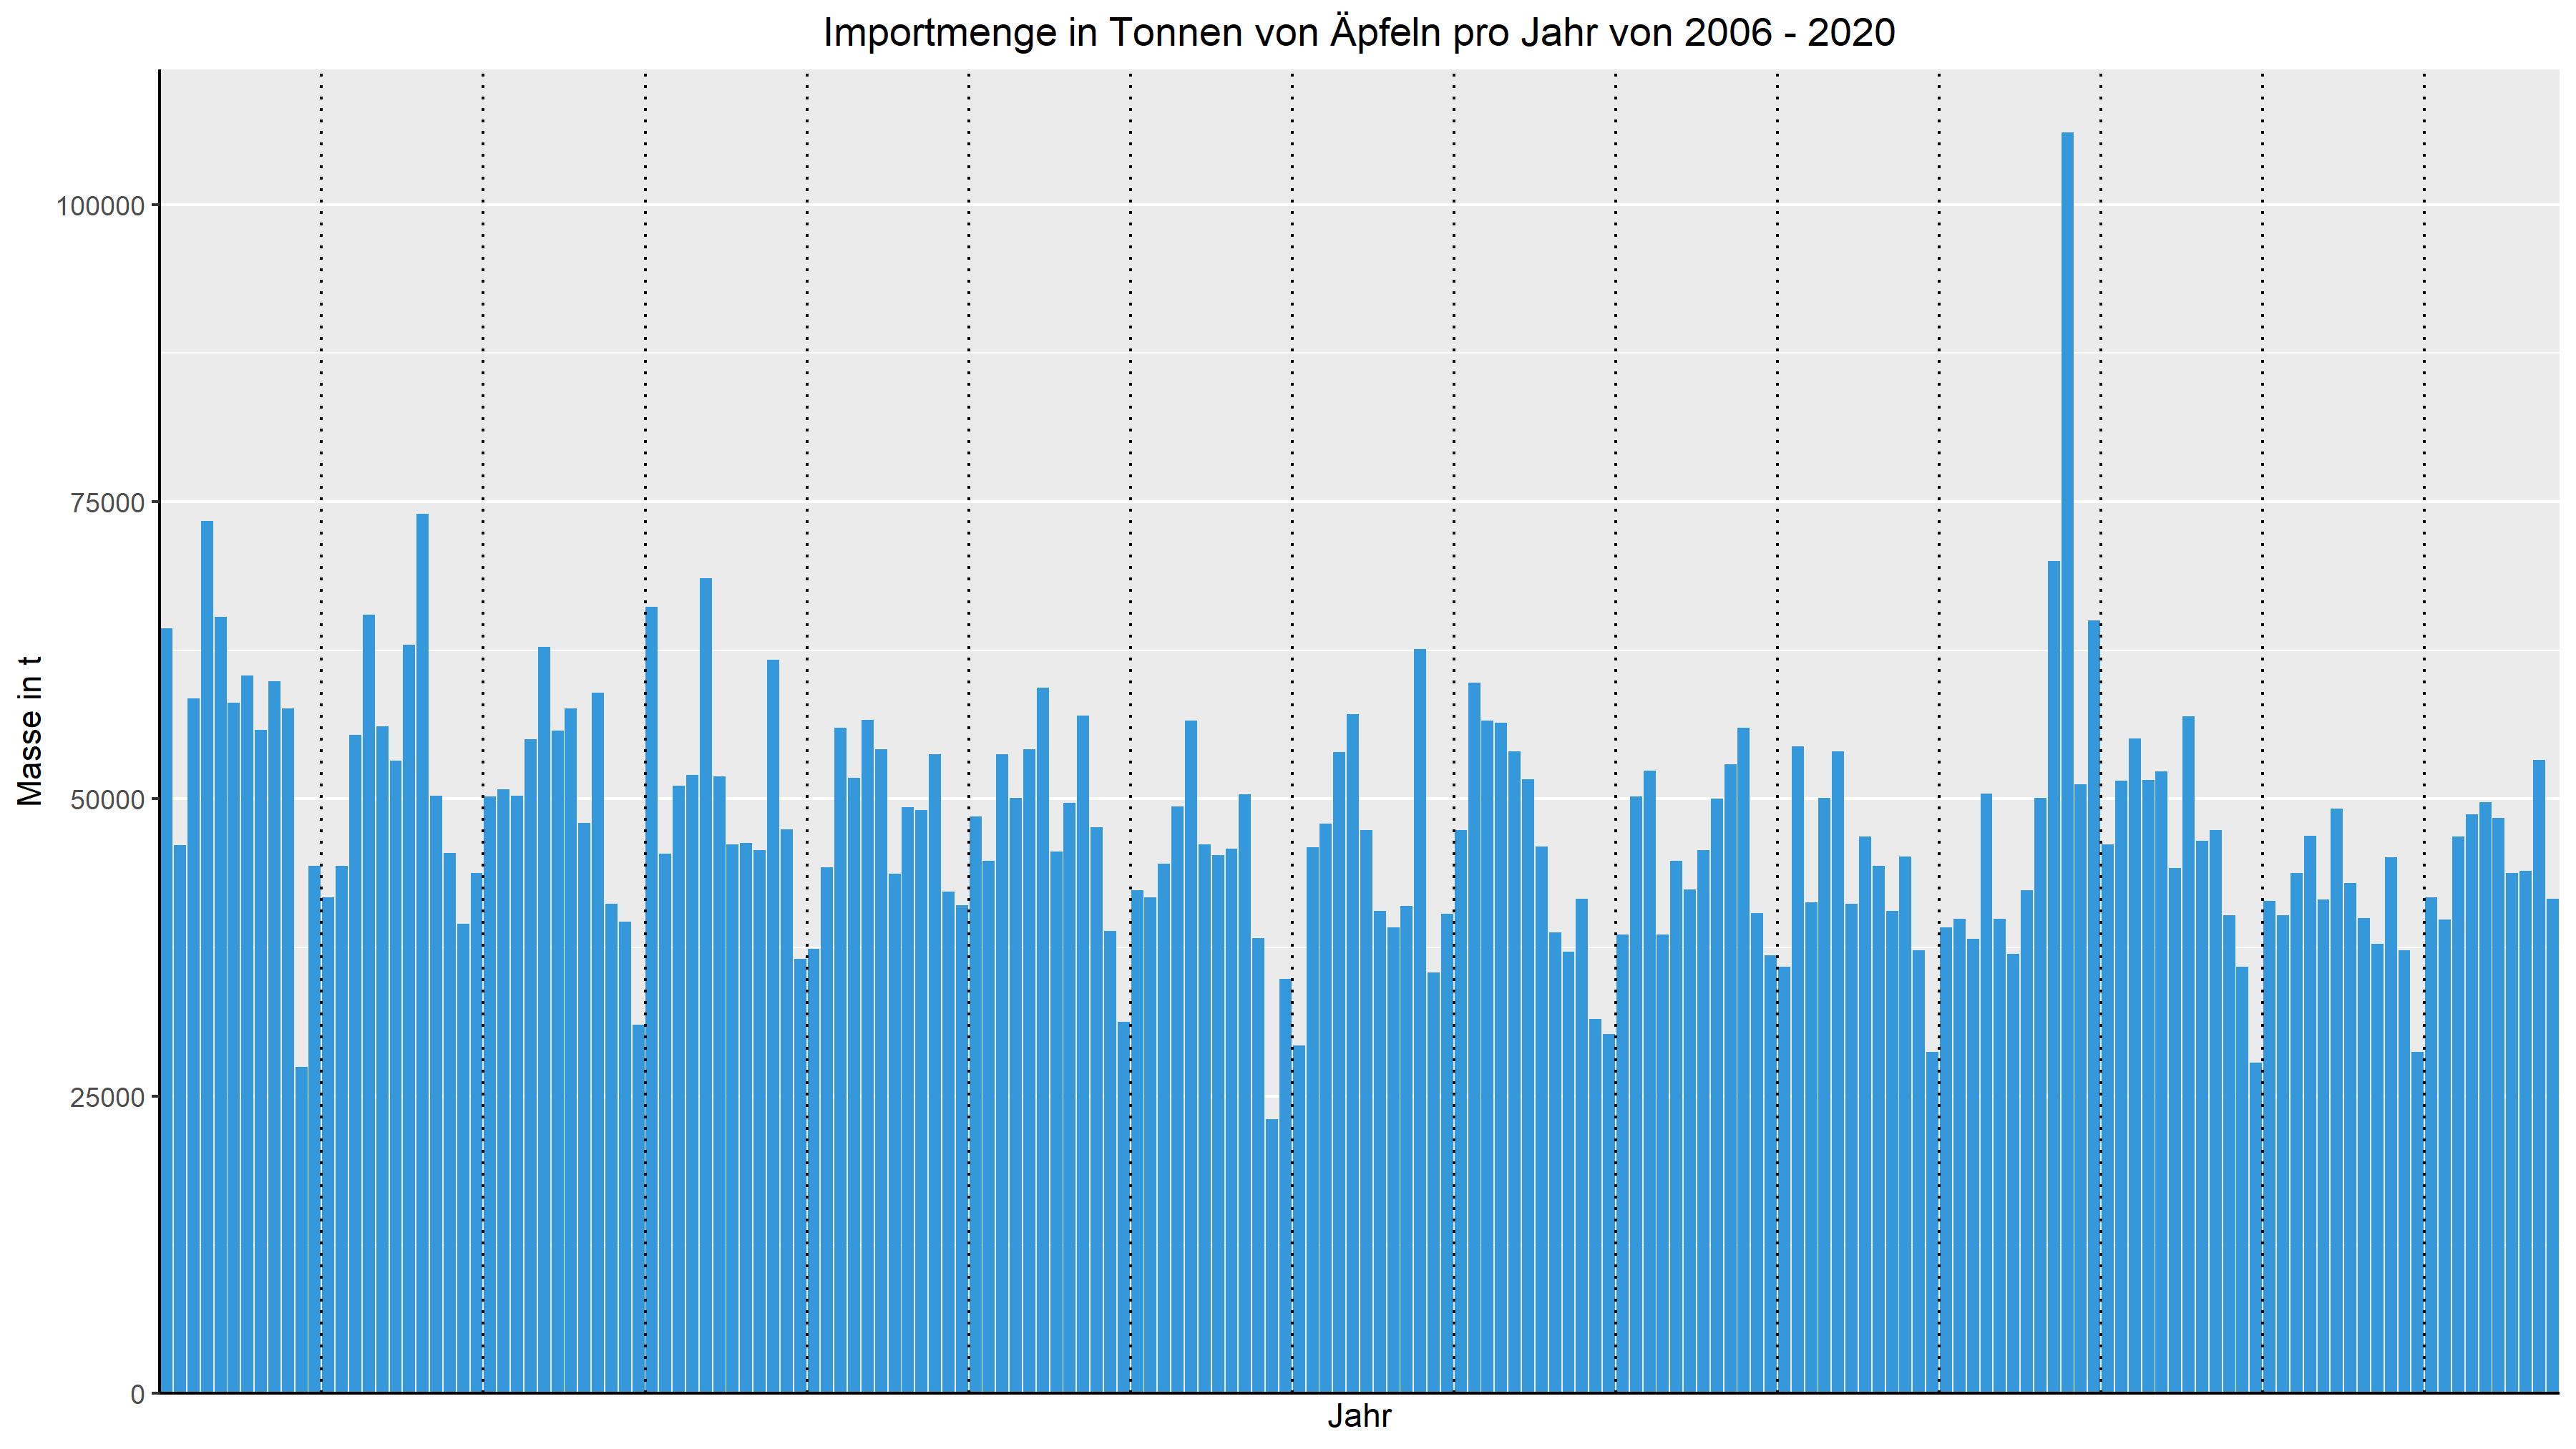 Importmenge in Tonnen von Äpfeln pro Jahr von 2006 - 2020
100000
75000
50000
25000
0
Masse in t
Jahr